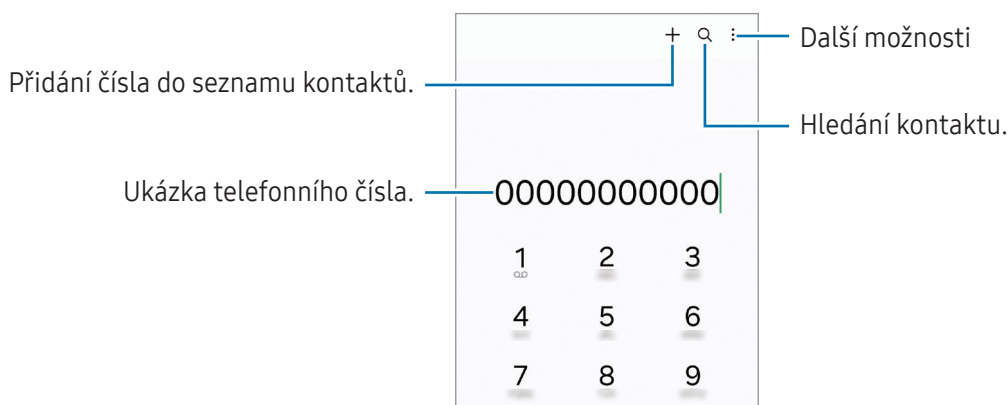 Další možnosti
Přidání čísla do seznamu kontaktů.
Hledání kontaktu.
Ukázka telefonního čísla.
00000000000
1 2 3
4 5 6
7 8 9